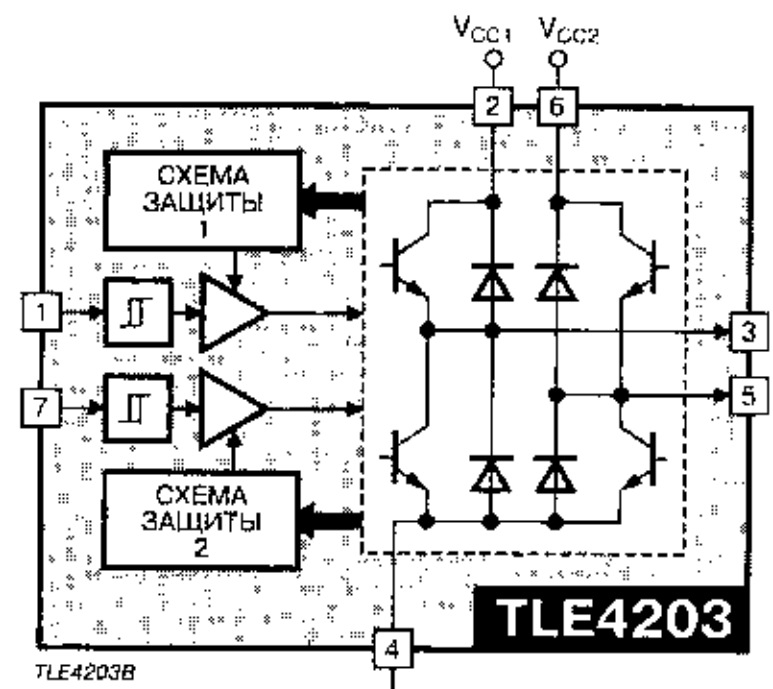 VCC1 VCC2
2 6
СХЕМА
ЗАЩИТЫ
1
1
3
7
5
СХЕМА
ЗАЩИТЫ
2
TLE4203
4
TLE4203B